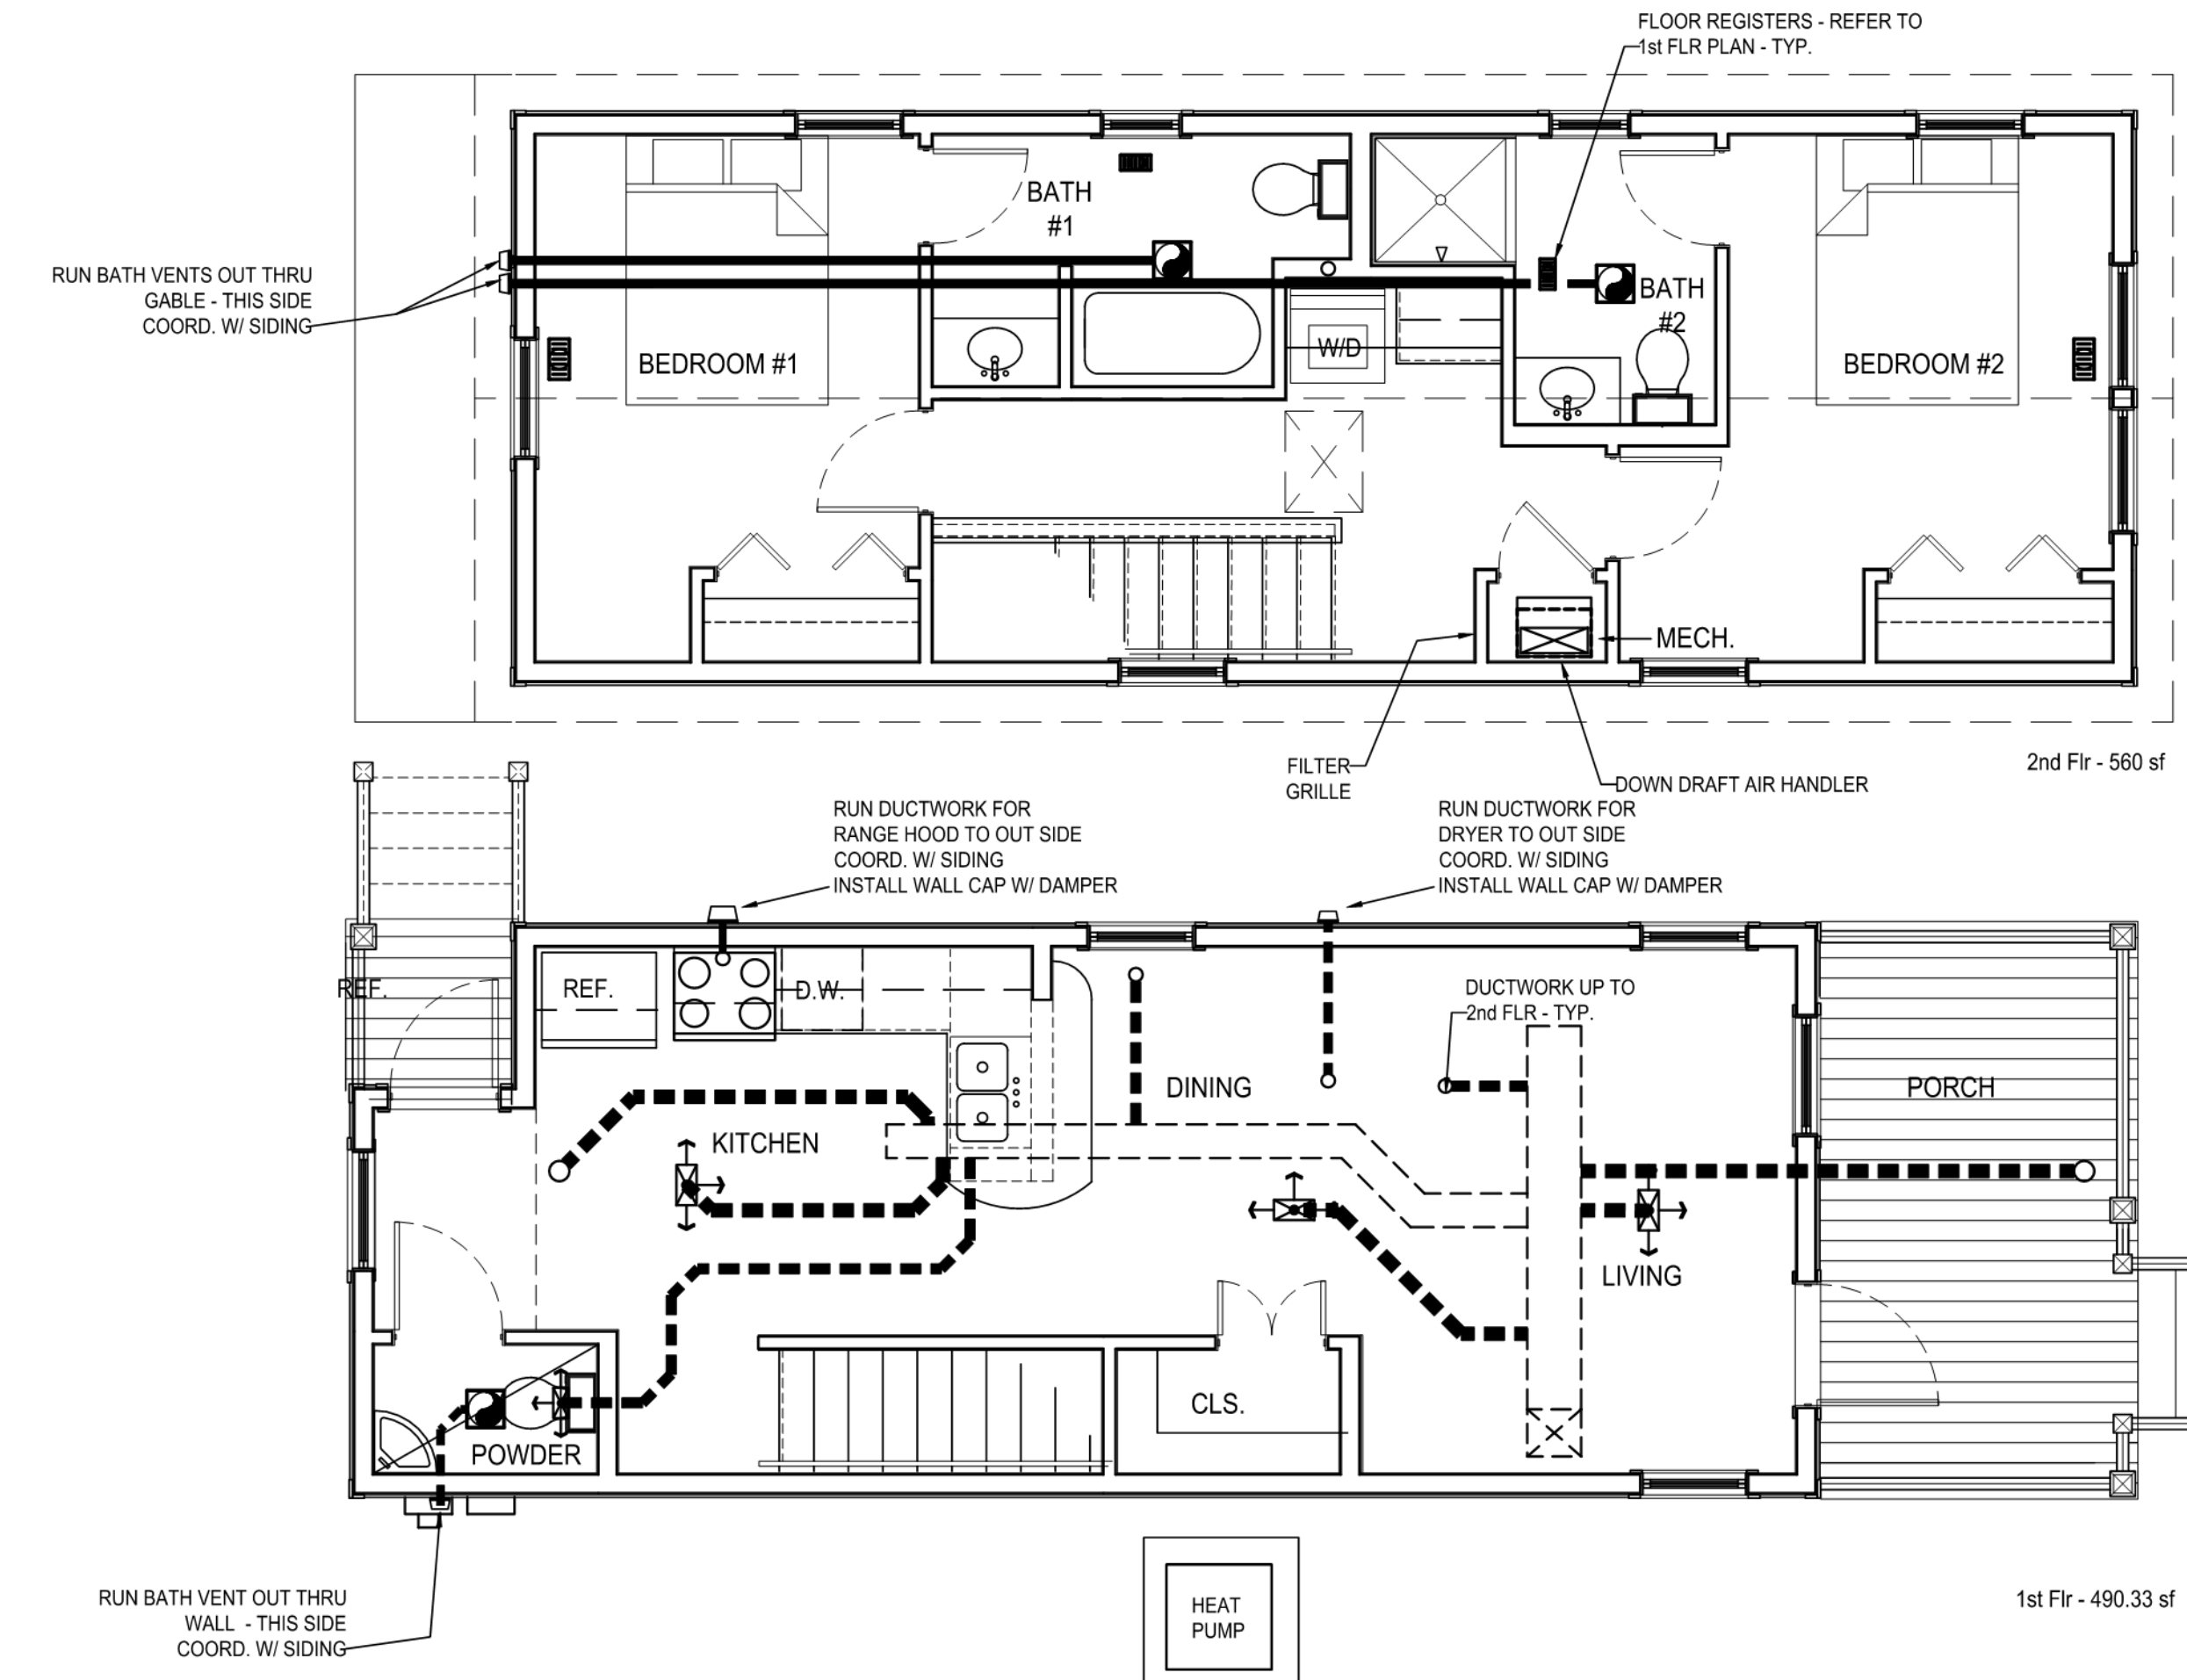 FLOOR REGISTERS - REFER TO
1st FLR PLAN - TYP.
BATH
#1
RUN BATH VENTS OUT THRU
GABLE - THIS SIDE
COORD. W/ SIDING
BATH
#2
W/D
BEDROOM #1
BEDROOM #2
MECH.
FILTER
GRILLE
DOWN DRAFT AIR HANDLER
2nd Flr - 560 sf
RUN DUCTWORK FOR
RANGE HOOD TO OUT SIDE
COORD. W/ SIDING
INSTALL WALL CAP W/ DAMPER
RUN DUCTWORK FOR
DRYER TO OUT SIDE
COORD. W/ SIDING
INSTALL WALL CAP W/ DAMPER
REF.
REF.
D.W.
DUCTWORK UP TO
2nd FLR - TYP.
DINING
PORCH
KITCHEN
LIVING
CLS.
POWDER
RUN BATH VENT OUT THRU
WALL - THIS SIDE
COORD. W/ SIDING
HEAT
PUMP
1st Flr - 490.33 sf